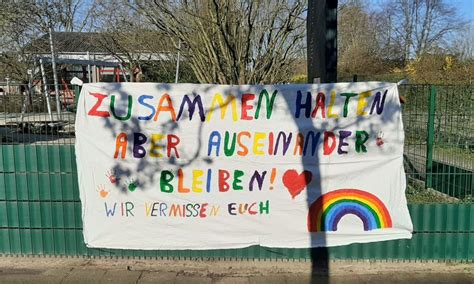 ZUSAMMEN HALTEN
ABER AUSEINANDER
BLEIBEN!
WIR VERMISSEN EUCH